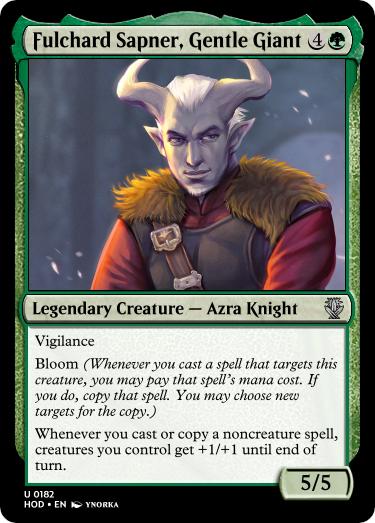 Fulchard Sapner, Gentle Giant 4
Legendary Creature — Azra Knight
Vigilance
Bloom (Whenever you cast a spell that targets this
creature, you may pay that spell's mana cost. If
you do, copy that spell. You may choose new
targets for the copy.)
Whenever you cast or copy a noncreature spell,
creatures you control get +1/+1 until end of
turn.
5/5
U 0182
HOD • EN YNORKA